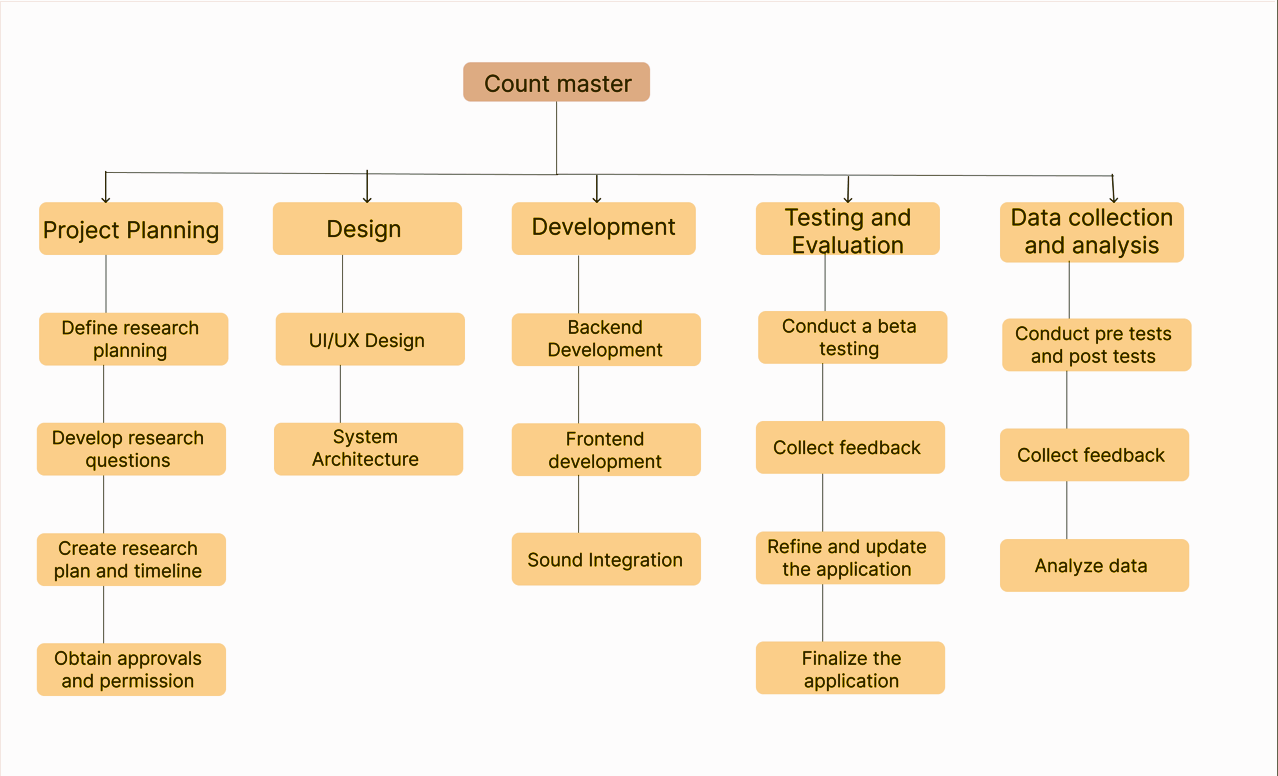 Count master
Project Planning
Define research
planning
Develop research
questions
Create research
plan and timeline
Obtain approvals
and permission
Design
UI/UX Design
System
Architecture
Development
Backend
Development
Frontend
development
Sound Integration
Testing and
Evaluation
Conduct a beta
testing
Collect feedback
Refine and update
the application
Finalize the
application
Data collection
and analysis
Conduct pre tests
and post tests
Collect feedback
Analyze data